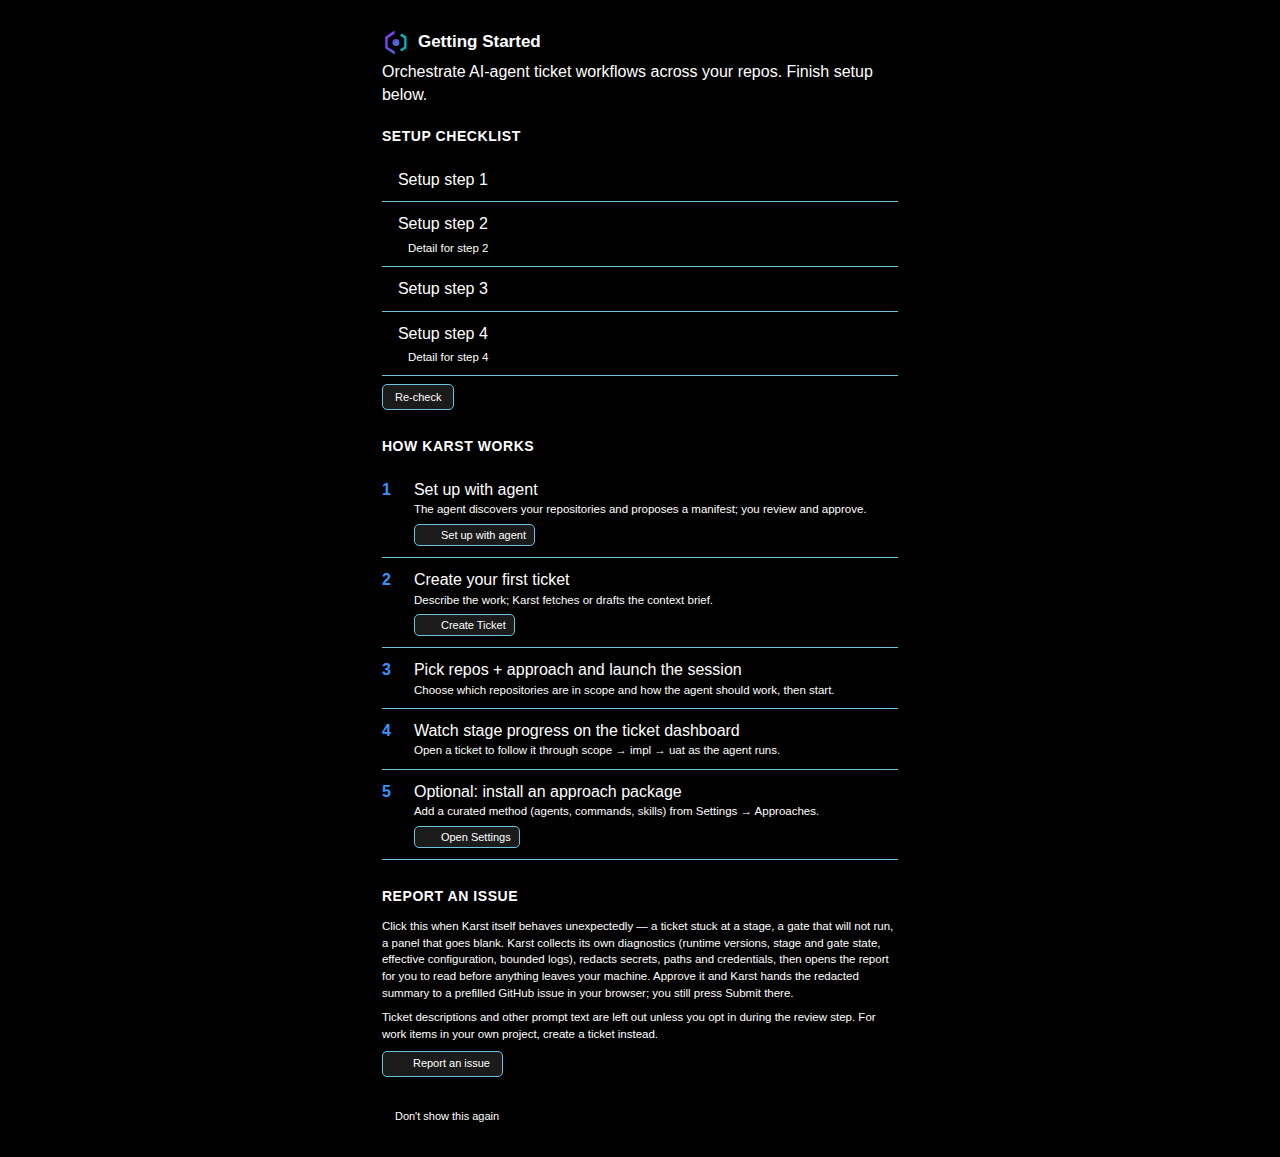 Getting Started
Orchestrate AI-agent ticket workflows across your repos. Finish setup
below.
SETUP CHECKLIST
Setup step 1
Setup step 2
Detail for step 2
Setup step 3
Setup step 4
Detail for step 4
Re-check
HOW KARST WORKS
1 Set up with agent
The agent discovers your repositories and proposes a manifest; you review and approve.
Set up with agent
2 Create your first ticket
Describe the work; Karst fetches or drafts the context brief.
Create Ticket
3 Pick repos + approach and launch the session
Choose which repositories are in scope and how the agent should work, then start.
4 Watch stage progress on the ticket dashboard
Open a ticket to follow it through scope → impl → uat as the agent runs.
5 Optional: install an approach package
Add a curated method (agents, commands, skills) from Settings → Approaches.
Open Settings
REPORT AN ISSUE
Click this when Karst itself behaves unexpectedly — a ticket stuck at a stage, a gate that will not run,
a panel that goes blank. Karst collects its own diagnostics (runtime versions, stage and gate state,
effective configuration, bounded logs), redacts secrets, paths and credentials, then opens the report
for you to read before anything leaves your machine. Approve it and Karst hands the redacted
summary to a prefilled GitHub issue in your browser; you still press Submit there.
Ticket descriptions and other prompt text are left out unless you opt in during the review step. For
work items in your own project, create a ticket instead.
Report an issue
Don't show this again